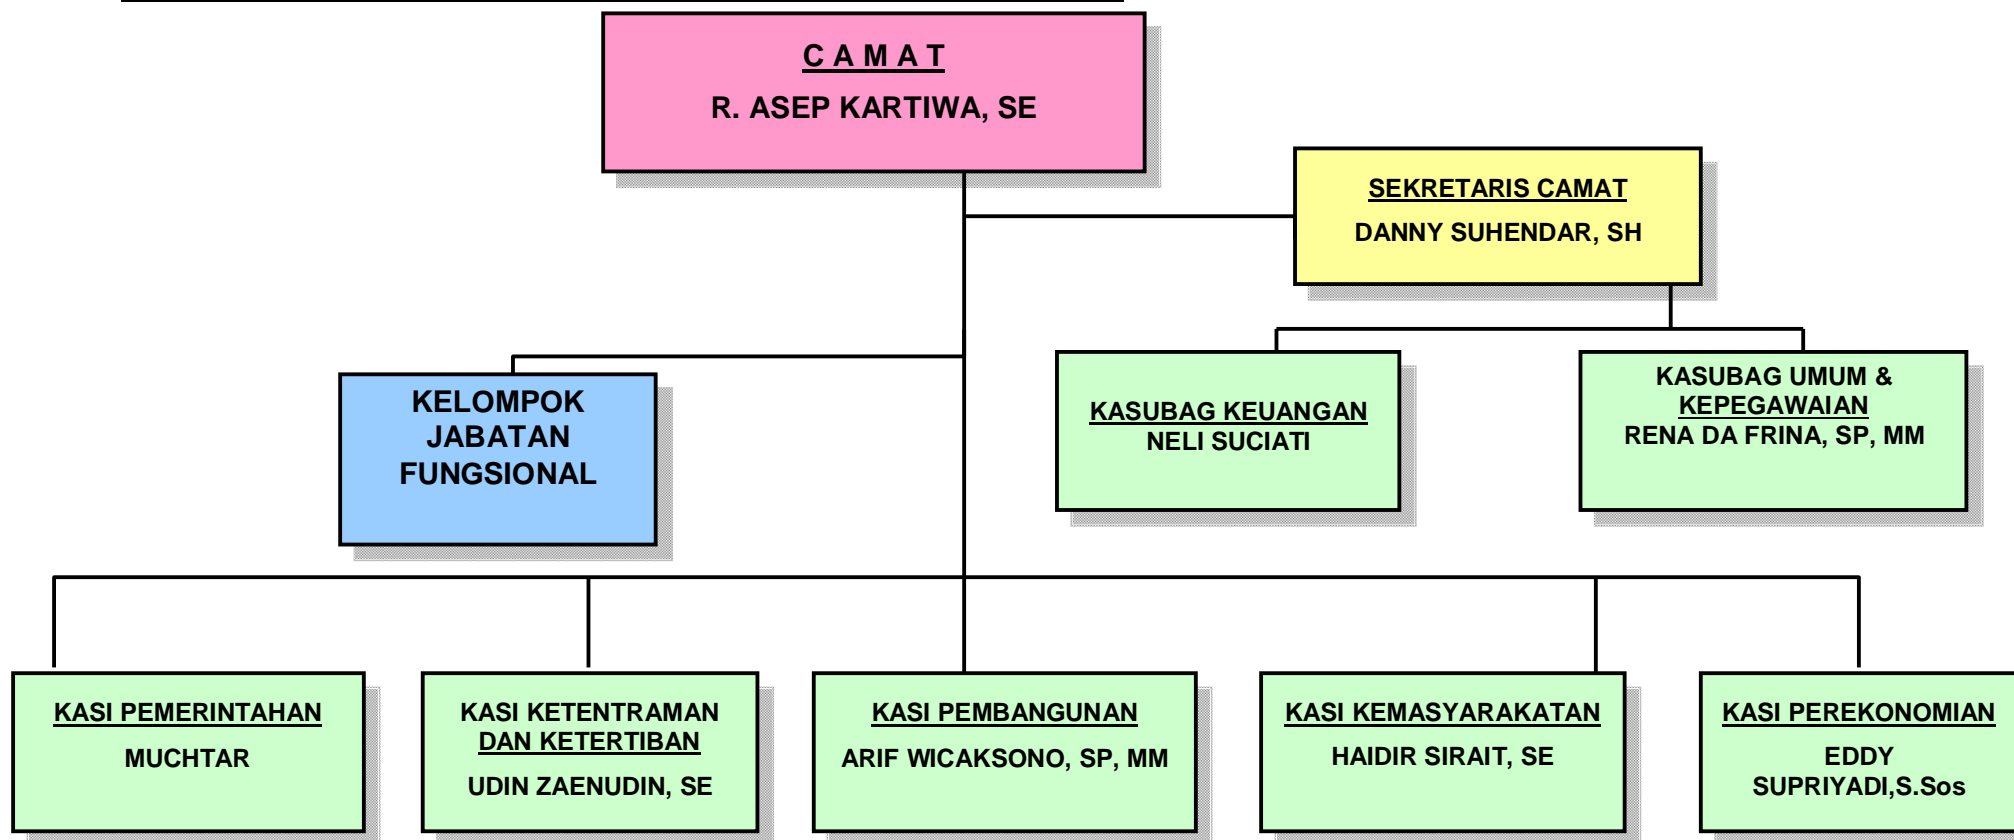 C A M A T
R. ASEP KARTIWA, SE
SEKRETARIS CAMAT
DANNY SUHENDAR, SH
KELOMPOK
JABATAN
FUNGSIONAL
KASUBAG KEUANGAN
NELI SUCIATI
KASUBAG UMUM &
KEPEGAWAIAN
RENA DA FRINA, SP, MM
KASI PEMERINTAHAN
MUCHTAR
KASI KETENTRAMAN
DAN KETERTIBAN
UDIN ZAENUDIN, SE
KASI PEMBANGUNAN
ARIF WICAKSONO, SP, MM
KASI KEMASYARAKATAN
HAIDIR SIRAIT, SE
KASI PEREKONOMIAN
EDDY
SUPRIYADI,S.Sos